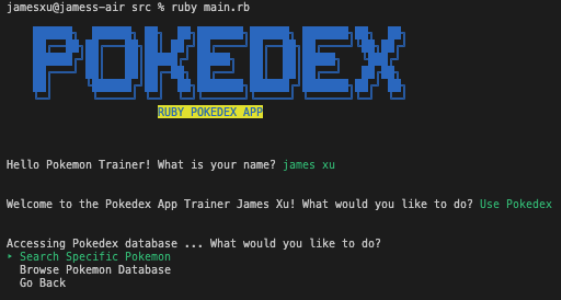 jamesxu@jamess-air src % ruby main.rb
POKEDEX
RUBY POKEDEX APP
Hello Pokemon Trainer! What is your name? james xu
Welcome to the Pokedex App Trainer James Xu! What would you like to do? Use Pokedex
Accessing Pokedex database ... What would you like to do?
‣ Search Specific Pokemon
Browse Pokemon Database
Go Back